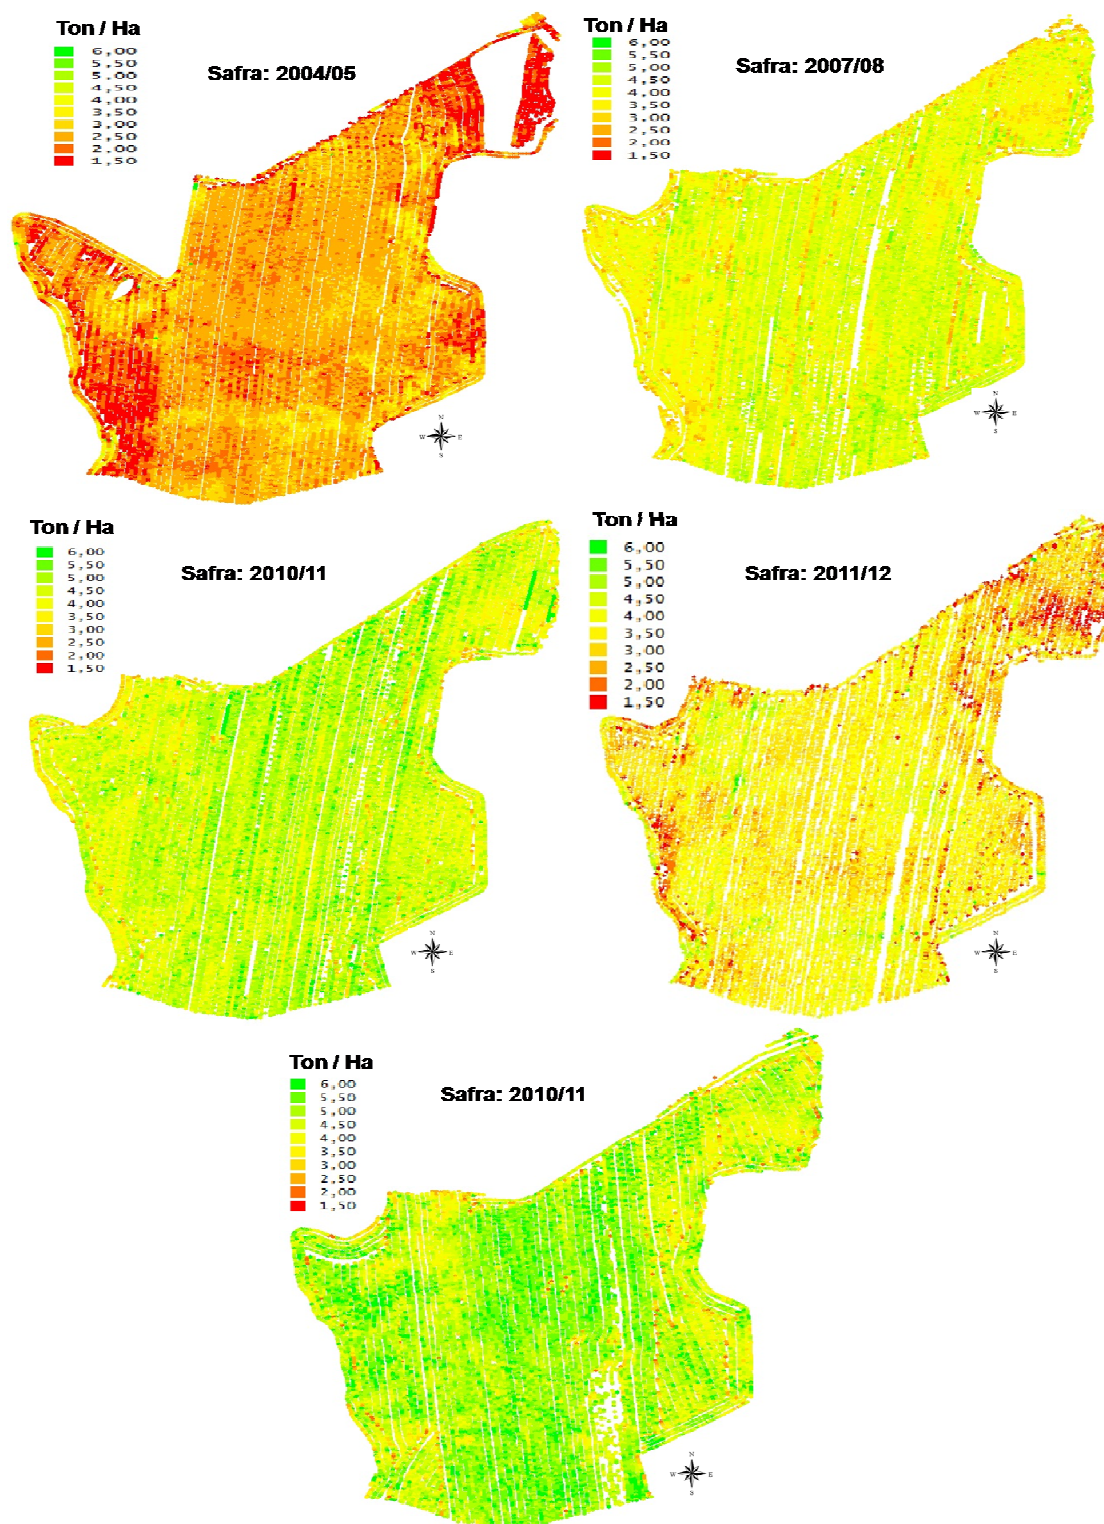 Ton / Ha
6,00
5,50
5,00
4,50
4,00
3,50
3,00
2,50
2,00
1,50
Safra: 2004/05
N
W E
S
Ton / Ha
6,00
5,50
5,00
4,50
4,00
3,50
3,00
2,50
2,00
1,50
Safra: 2007/08
N
W E
S
Ton / Ha
6,00
5,50
5,00
4,50
4,00
3,50
3,00
2,50
2,00
1,50
Safra: 2010/11
N
W E
S
Ton / Ha
6,00
5,50
5,00
4,50
4,00
3,50
3,00
2,50
2,00
1,50
Safra: 2011/12
N
W E
S
Ton / Ha
6,00
5,50
5,00
4,50
4,00
3,50
3,00
2,50
2,00
1,50
Safra: 2010/11
N
W E
S